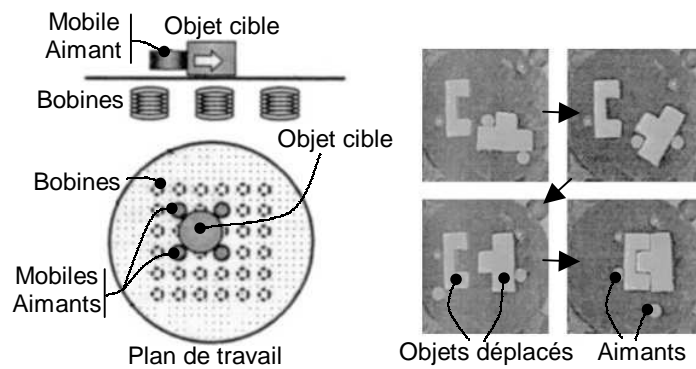 Mobile
Aimant
Objet cible
Bobines
Objet cible
Bobines
Mobiles
Aimants
Plan de travail
Objets déplacés
Aimants